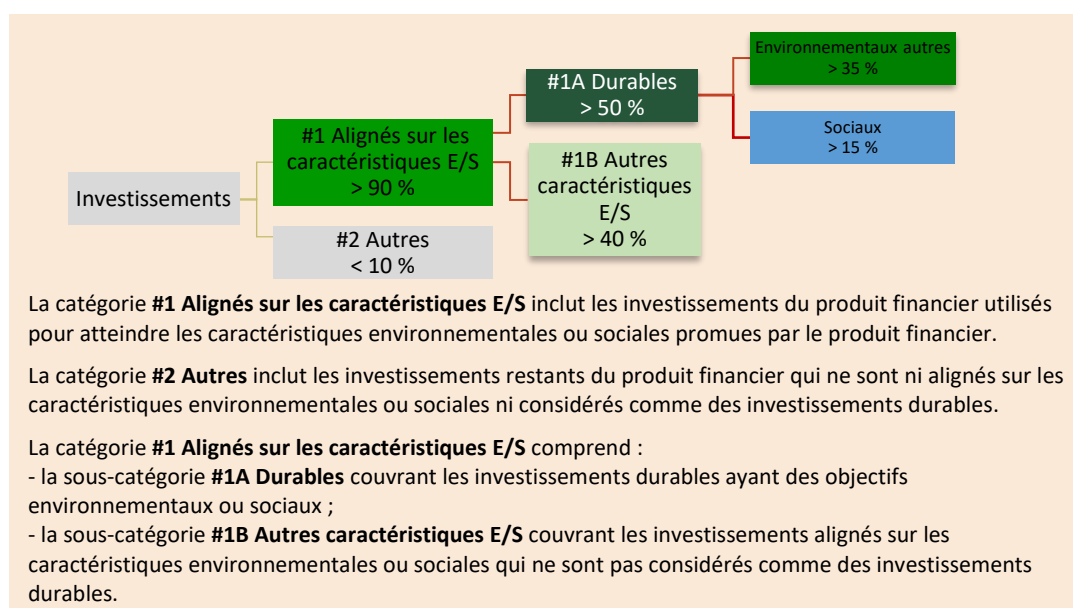 Environnementaux autres
> 35 %
#1A Durables
> 50 %
Sociaux
> 15 %
#1 Alignés sur les
caractéristiques E/S
> 90 %
#1B Autres
caractéristiques
E/S
> 40 %
Investissements
#2 Autres
< 10 %
La catégorie #1 Alignés sur les caractéristiques E/S inclut les investissements du produit financier utilisés
pour atteindre les caractéristiques environnementales ou sociales promues par le produit financier.
La catégorie #2 Autres inclut les investissements restants du produit financier qui ne sont ni alignés sur les
caractéristiques environnementales ou sociales ni considérés comme des investissements durables.
La catégorie #1 Alignés sur les caractéristiques E/S comprend :
- la sous-catégorie #1A Durables couvrant les investissements durables ayant des objectifs
environnementaux ou sociaux ;
- la sous-catégorie #1B Autres caractéristiques E/S couvrant les investissements alignés sur les
caractéristiques environnementales ou sociales qui ne sont pas considérés comme des investissements
durables.